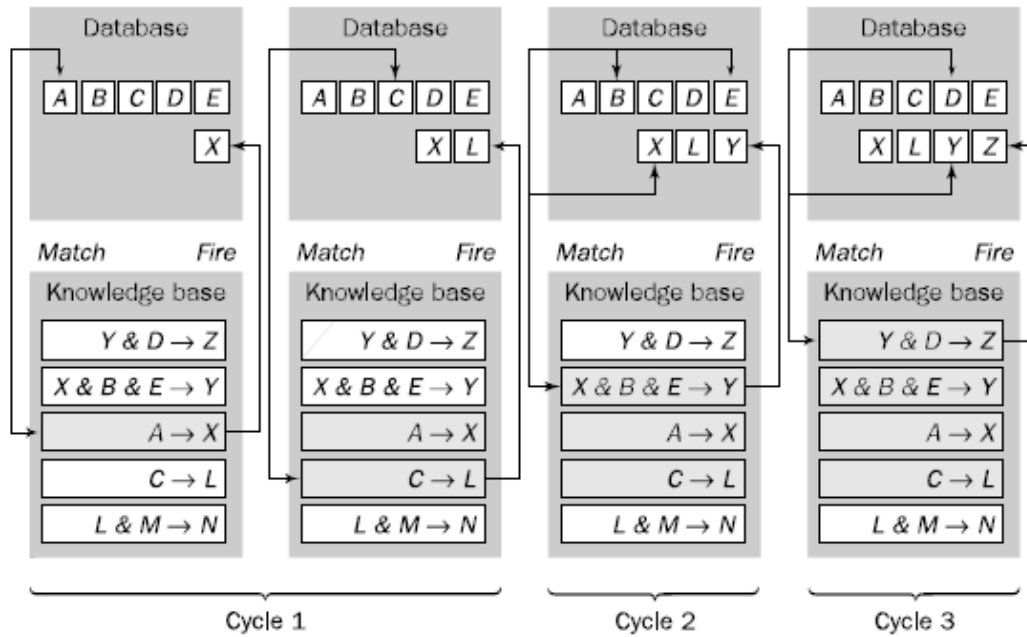 Database
A B C D E
X
Match Fire
Knowledge base
Y & D → Z
X & B & E → Y
A → X
C → L
L & M → N
Database
A B C D E
X L
Match Fire
Knowledge base
Y & D → Z
X & B & E → Y
A → X
C → L
L & M → N
Cycle 1
Database
A B C D E
X L Y
Match Fire
Knowledge base
Y & D → Z
X & B & E → Y
A → X
C → L
L & M → N
Cycle 2
Database
A B C D E
X L Y Z
Match Fire
Knowledge base
Y & D → Z
X & B & E → Y
A → X
C → L
L & M → N
Cycle 3